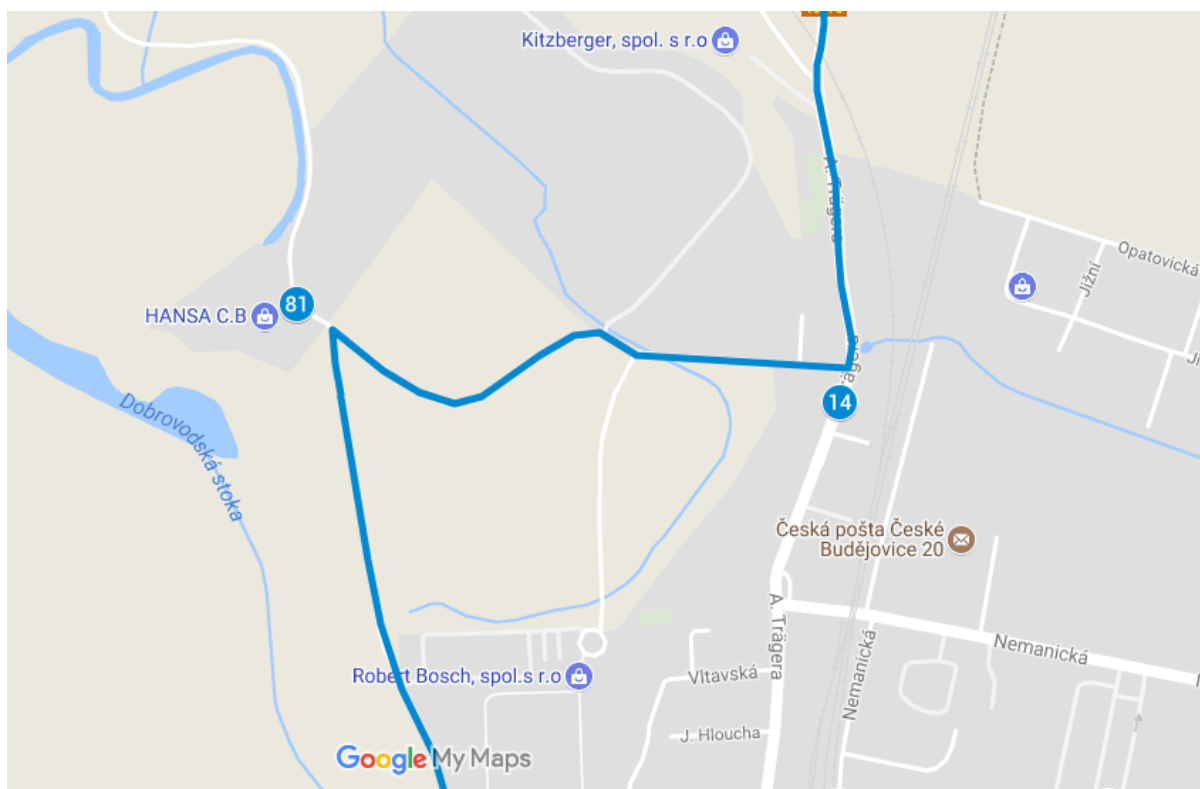 Kitzberger, spol. s r.o
A. Trägera
Opatovická
Jižní
81
HANSA C.B
14
Dobrovodská stoka
Česká pošta České
Budějovice 20
A. Trägera
Nemanická
Nemanická
Robert Bosch, spol.s r.o
Vltavská
J. Hloucha
Google My Maps